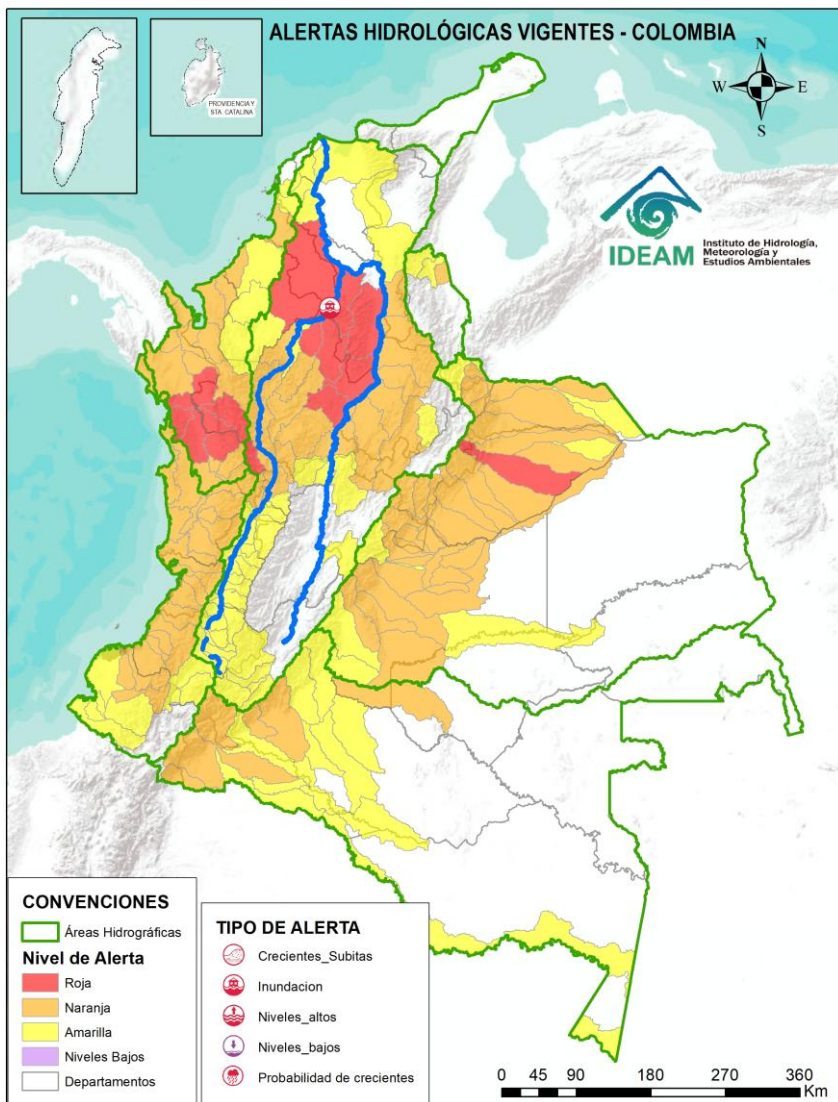 ALERTAS HIDROLÓGICAS VIGENTES - COLOMBIA
PROVIDENCIA Y
STA. CATALINA
N
W
E
S
IDEAM
Instituto de Hidrología,
Meteorología y
Estudios Ambientales
CONVENCIONES
Áreas Hidrográficas
Nivel de Alerta
Roja
Naranja
Amarilla
Niveles Bajos
Departamentos
TIPO DE ALERTA
Crecientes_Subitas
Inundacion
Niveles_altos
Niveles_bajos
Probabilidad de crecientes
0 45 90 180 270 360
Km